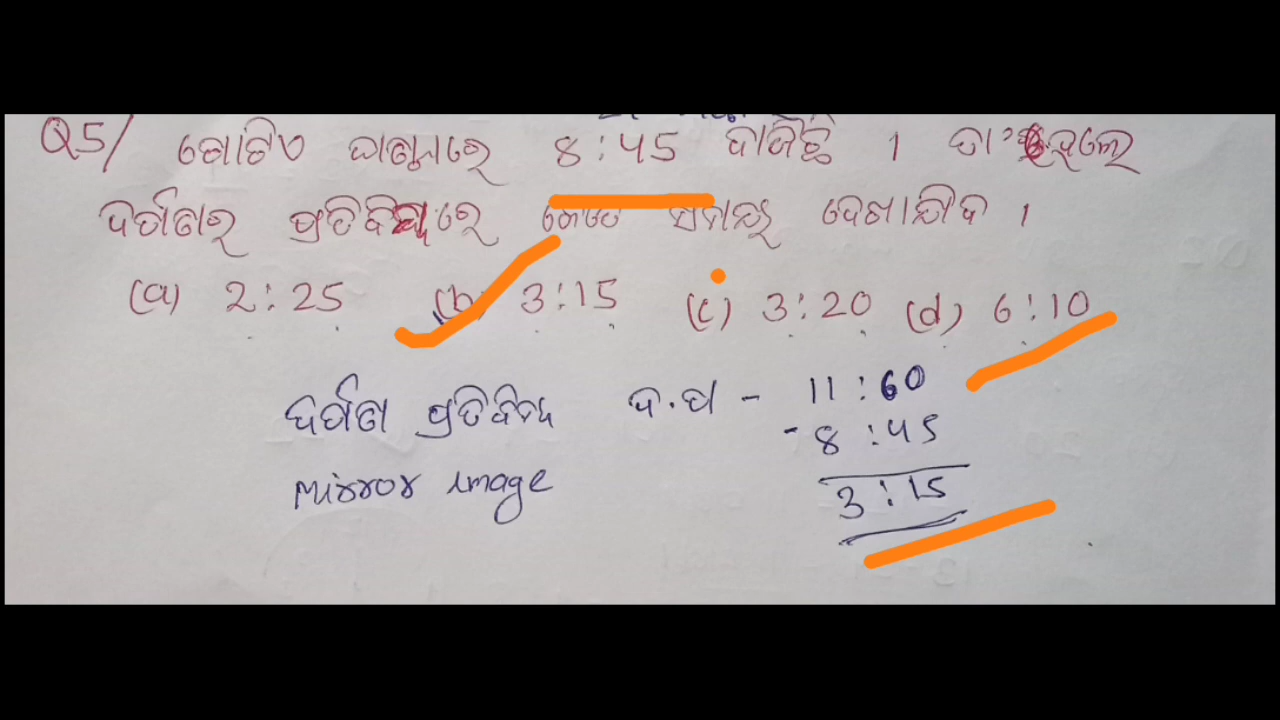 Q5/ ଗୋଟିଏ ଘଣ୍ଟାରେ 8:45 ବାଜିଛି । ତା'ହେଲେ
ଦର୍ପଣର ପ୍ରତିବିମ୍ବରେ କେତେ ସମୟ ଦେଖାଯିବ ।
(a) 2:25 (b) 3:15 (c) 3:20 (d) 6:10
ଦର୍ପଣ ପ୍ରତିବିମ୍ବ ଦ.ପ - 11:60
- 8:45
Mirror image 3:15